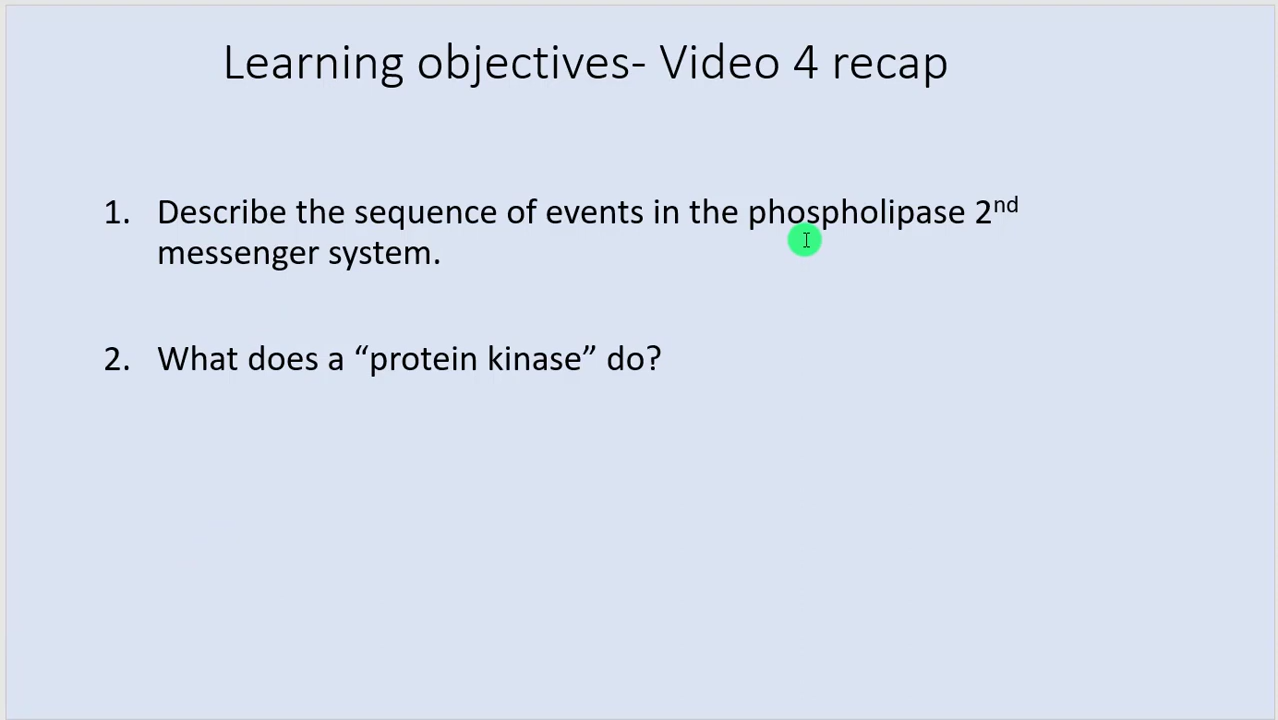 Learning objectives- Video 4 recap
1. Describe the sequence of events in the phospholipase 2nd
messenger system.
2. What does a “protein kinase” do?